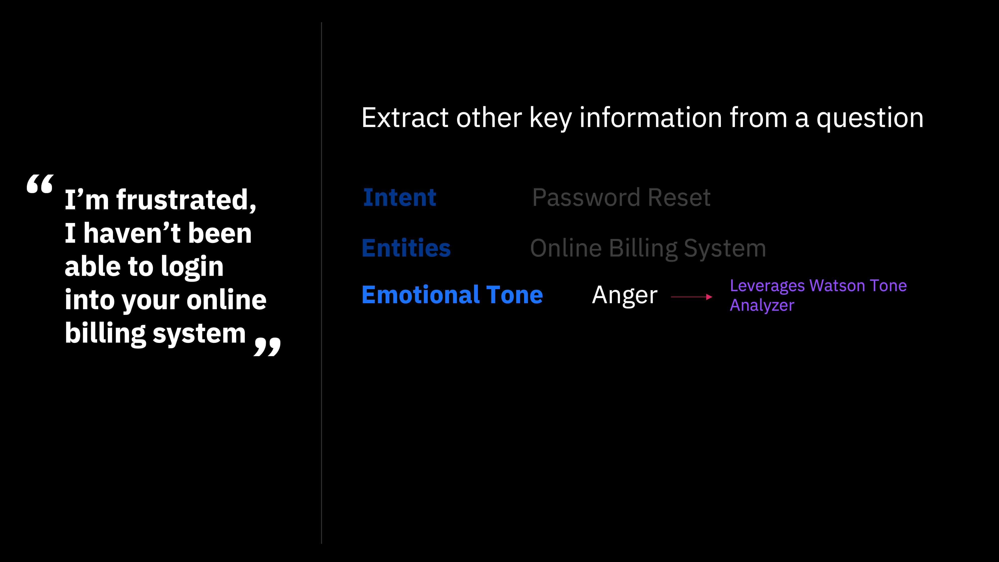 “
I’m frustrated,
I haven’t been
able to login
into your online
billing system
”
Extract other key information from a question
Intent Password Reset
Entities Online Billing System
Emotional Tone Anger
Leverages Watson Tone
Analyzer